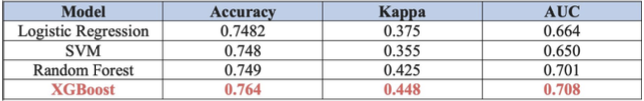 Model Accuracy Kappa AUC
Logistic Regression 0.7482 0.375 0.664
SVM 0.748 0.355 0.650
Random Forest 0.749 0.425 0.701
XGBoost 0.764 0.448 0.708